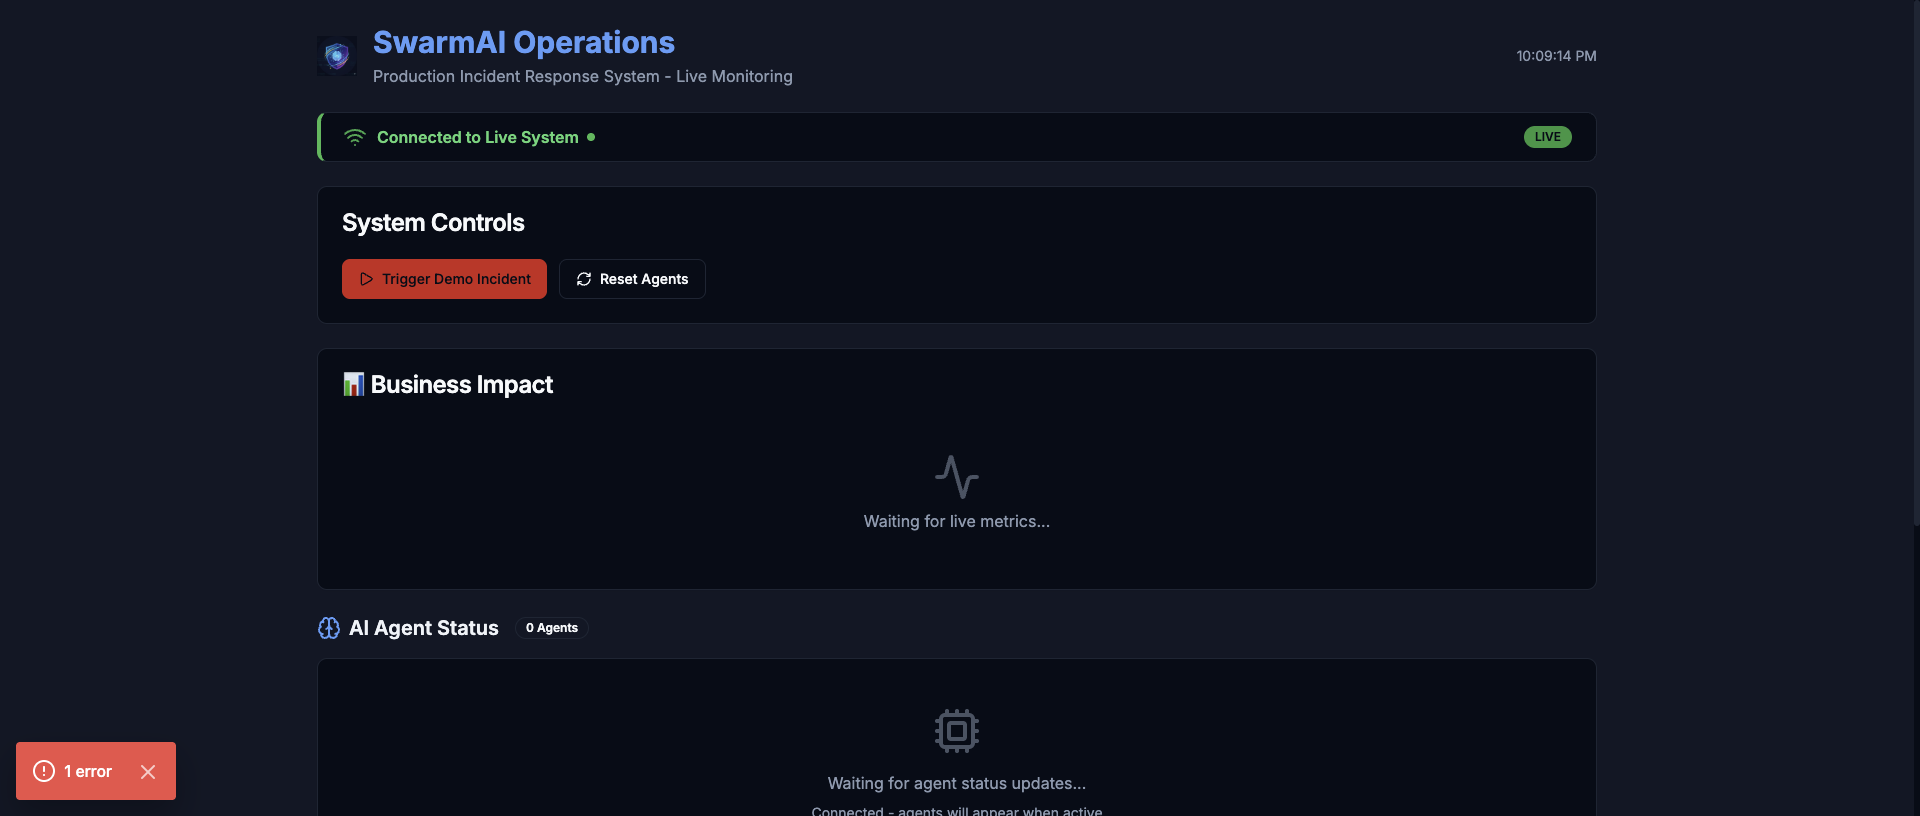 SwarmAI Operations
Production Incident Response System - Live Monitoring
10:09:14 PM
Connected to Live System
LIVE
System Controls
Trigger Demo Incident
Reset Agents
Business Impact
Waiting for live metrics...
AI Agent Status
0 Agents
Waiting for agent status updates...
Connected - agents will appear when active
1 error